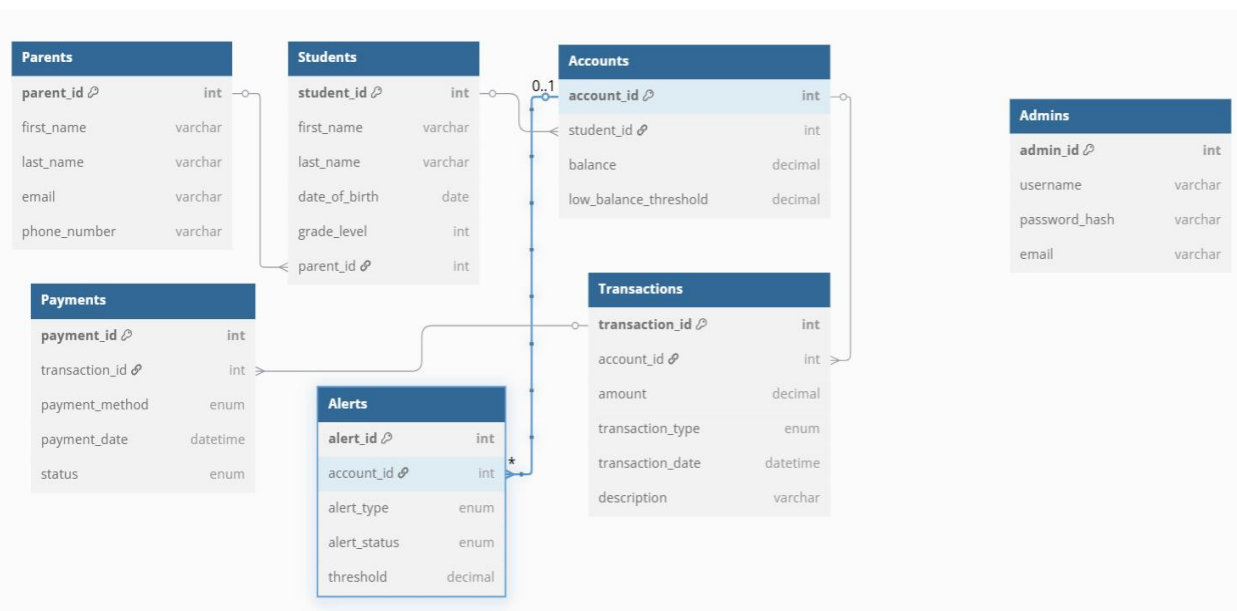 Parents
parent_id int
first_name varchar
last_name varchar
email varchar
phone_number varchar
Students
student_id int
first_name varchar
last_name varchar
date_of_birth date
grade_level int
parent_id int
0..1
Accounts
account_id int
student_id int
balance decimal
low_balance_threshold decimal
Admins
admin_id int
username varchar
password_hash varchar
email varchar
Payments
payment_id int
transaction_id int
payment_method enum
payment_date datetime
status enum
Alerts
alert_id int
account_id int
*
alert_type enum
alert_status enum
threshold decimal
Transactions
transaction_id int
account_id int
amount decimal
transaction_type enum
transaction_date datetime
description varchar